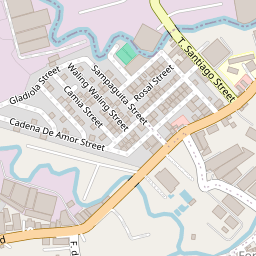 T. Santiago Street
Gladiola Street
Waling Waling Street
Sampaguita Street
Rosal Street
Camia Street
Cadena De Amor Street
F. d